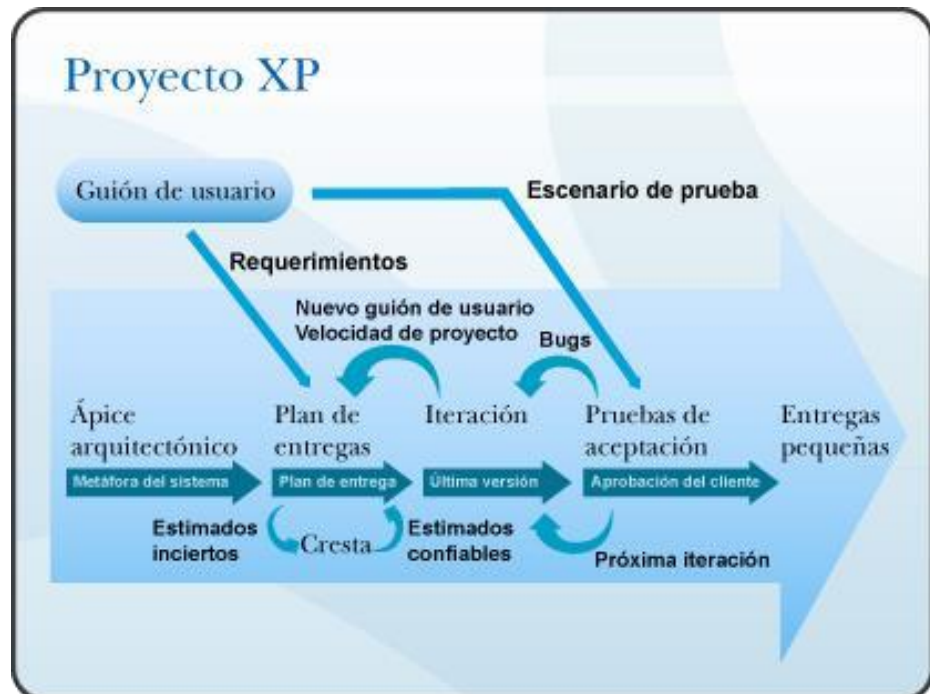 Proyecto XP
Guión de usuario
Escenario de prueba
Requerimientos
Nuevo guión de usuario
Velocidad de proyecto
Bugs
Ápice
arquitectónico
Plan de
entregas
Iteración
Pruebas de
aceptación
Entregas
pequeñas
Metáfora del sistema
Plan de entrega
Última versión
Aprobación del cliente
Estimados
inciertos
Cresta
Estimados
confiables
Próxima iteración